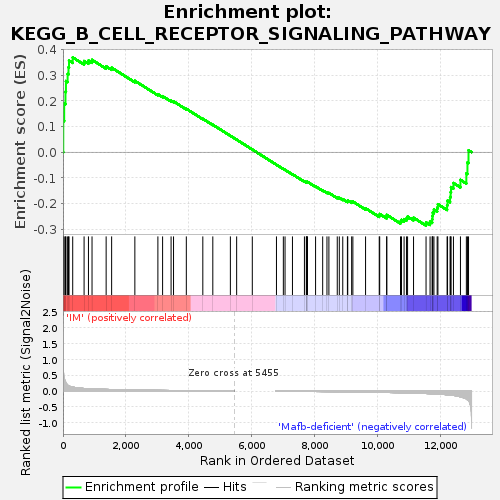 Enrichment plot:
KEGG_B_CELL_RECEPTOR_SIGNALING_PATHWAY
Enrichment score (ES)
0.4
0.3
0.2
0.1
0.0
-0.1
-0.2
-0.3
'IM' (positively correlated)
Ranked list metric (Signal2Noise)
2.5
2.0
1.5
1.0
0.5
0.0
-0.5
-1.0
Zero cross at 5455
'Mafb-deficient' (negatively correlated)
0
2,000
4,000
6,000
8,000
10,000
12,000
Rank in Ordered Dataset
Enrichment profile
Hits
Ranking metric scores